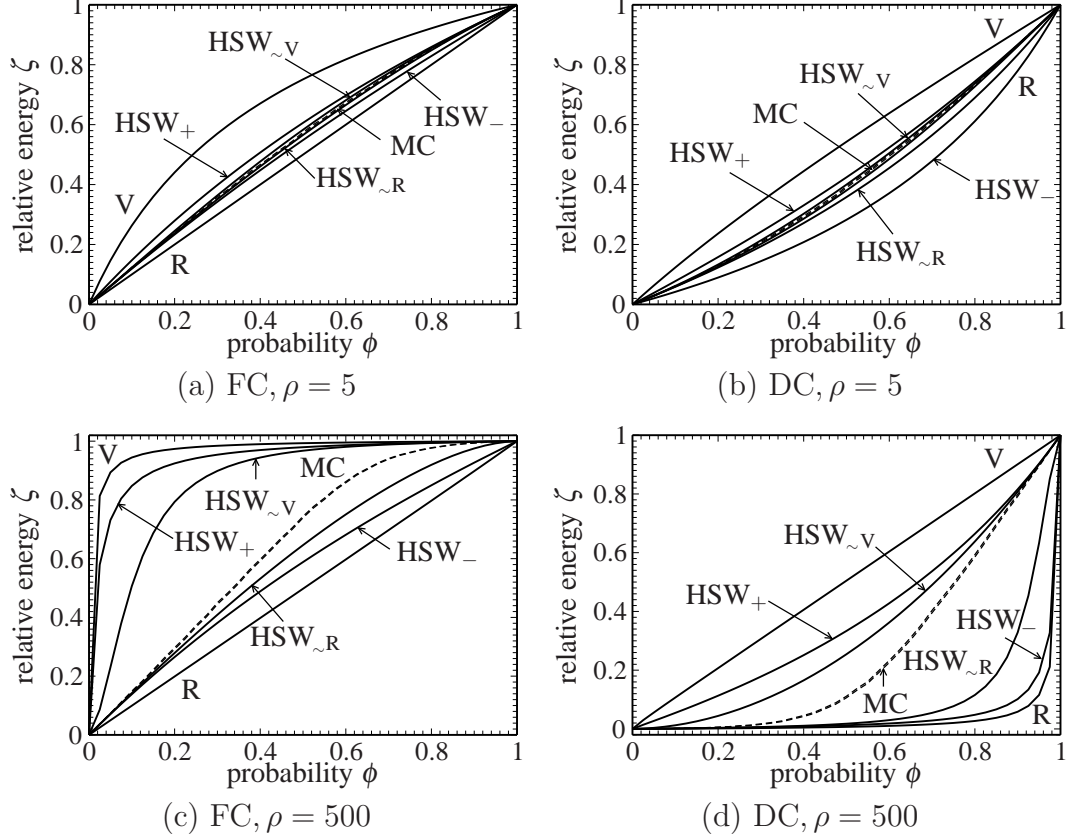 1
0.8
0.6
0.4
0.2
0
relative energy ζ
HSW~V
HSW+
V
MC
HSW−
HSW~R
R
0 0.2 0.4 0.6 0.8 1
probability ϕ
(a) FC, ρ = 5
1
0.8
0.6
0.4
0.2
0
relative energy ζ
V
HSW~V
R
MC
HSW+
HSW−
HSW~R
0 0.2 0.4 0.6 0.8 1
probability ϕ
(b) DC, ρ = 5
1
0.8
0.6
0.4
0.2
0
relative energy ζ
V
MC
HSW~V
HSW+
HSW−
HSW~R
R
0 0.2 0.4 0.6 0.8 1
probability ϕ
(c) FC, ρ = 500
1
0.8
0.6
0.4
0.2
0
relative energy ζ
V
HSW~V
HSW+
HSW−
HSW~R
MC
R
0 0.2 0.4 0.6 0.8 1
probability ϕ
(d) DC, ρ = 500